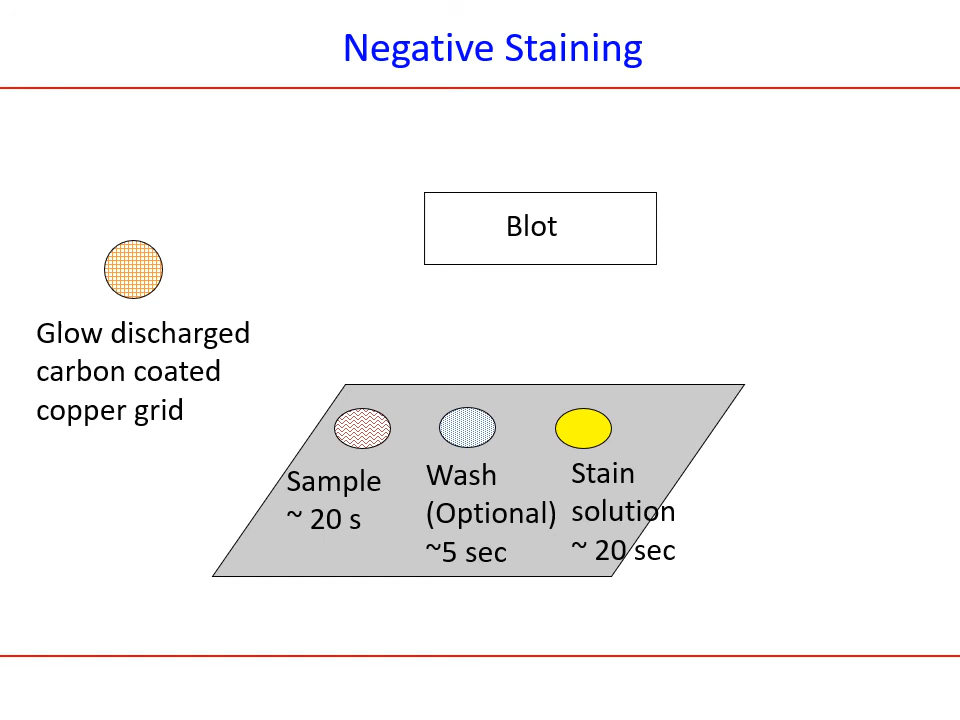 Negative Staining
Blot
Glow discharged
carbon coated
copper grid
Sample
~ 20 s
Wash
(Optional)
~5 sec
Stain
solution
~ 20 sec